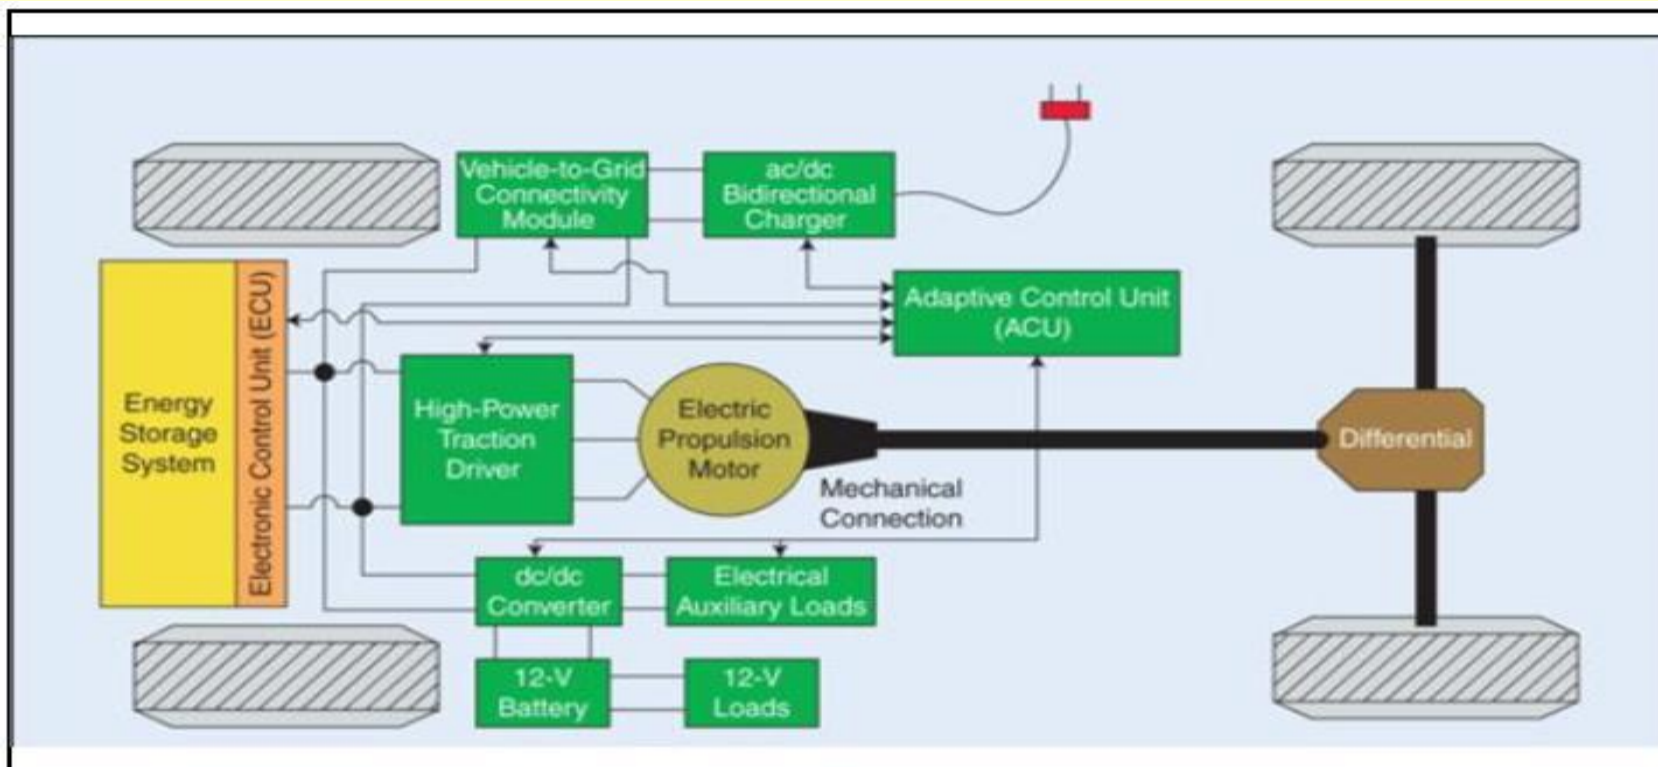 Vehicle-to-Grid
Connectivity
Module
ac/dc
Bidirectional
Charger
Adaptive Control Unit
(ACU)
Energy
Storage
System
Electronic Control Unit (ECU)
High-Power
Traction
Driver
Electric
Propulsion
Motor
Differential
Mechanical
Connection
dc/dc
Converter
Electrical
Auxiliary Loads
12-V
Battery
12-V
Loads